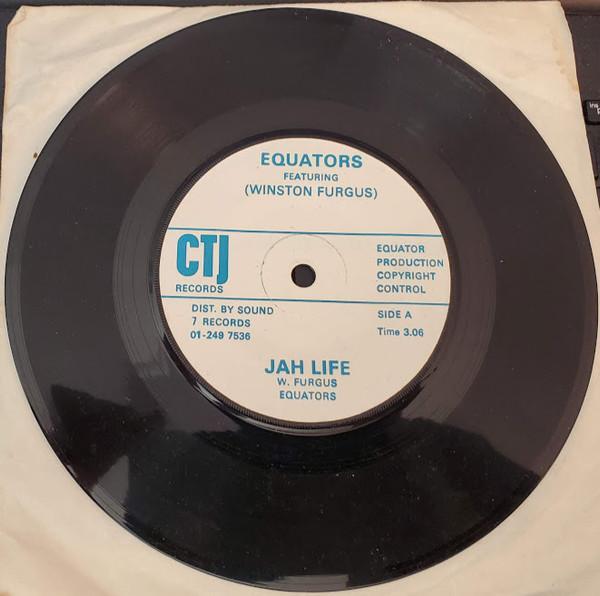 EQUATORS
FEATURING
(WINSTON FURGUS)
CTJ
RECORDS
EQUATOR
PRODUCTION
COPYRIGHT
CONTROL
DIST. BY SOUND
7 RECORDS
01-249 7536
SIDE A
Time 3.06
JAH LIFE
W. FURGUS
EQUATORS
Ins